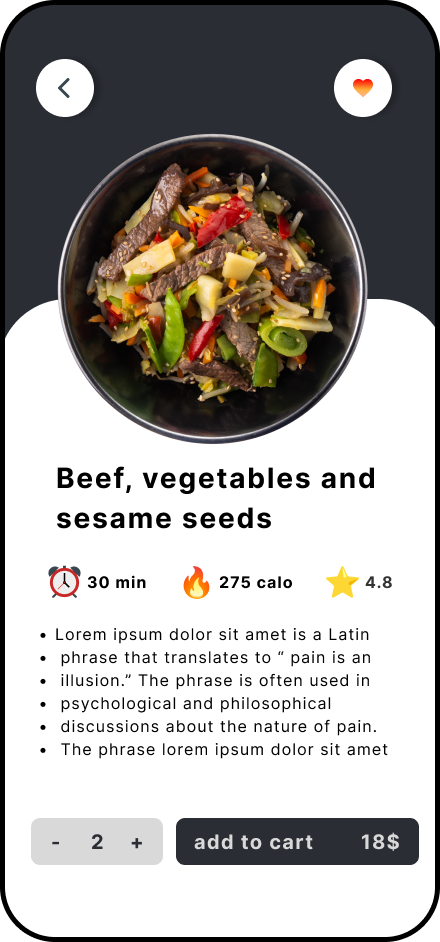 Beef, vegetables and
sesame seeds
30 min 275 calo 4.8
• Lorem ipsum dolor sit amet is a Latin
• phrase that translates to “ pain is an
• illusion.” The phrase is often used in
• psychological and philosophical
• discussions about the nature of pain.
• The phrase lorem ipsum dolor sit amet
- 2 + add to cart 18$